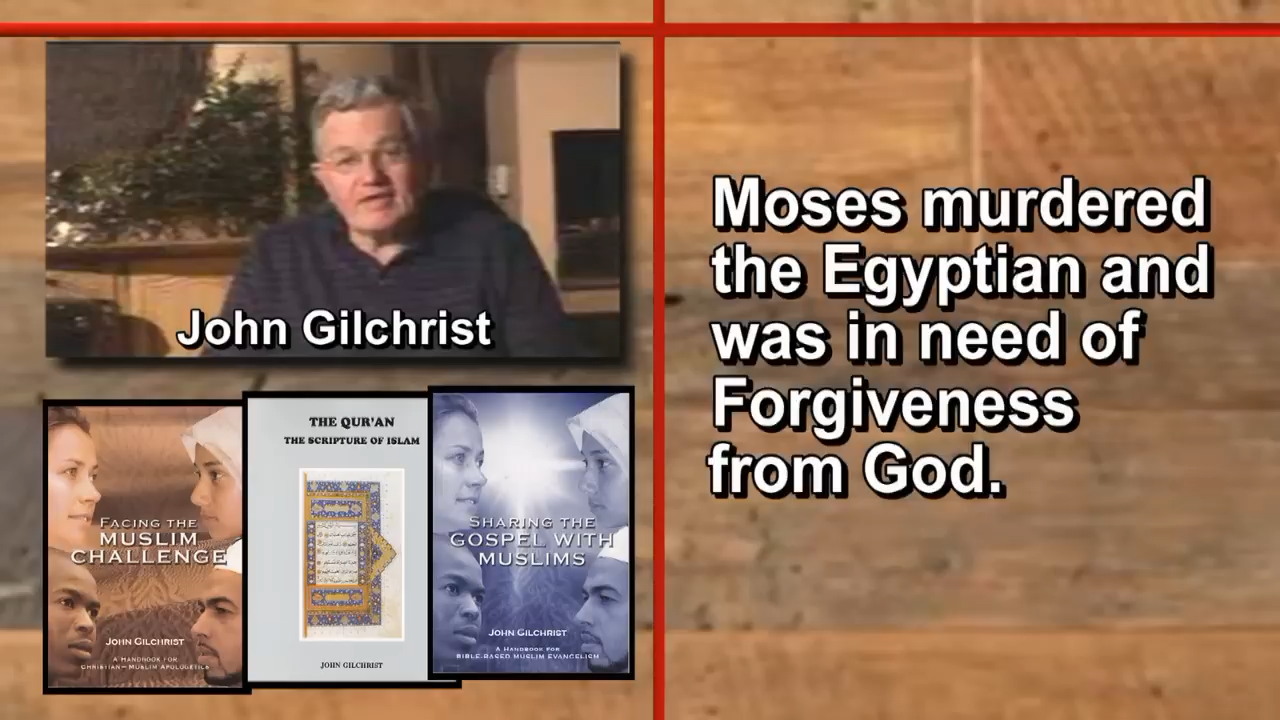 John Gilchrist
FACING THE
MUSLIM
CHALLENGE
JOHN GILCHRIST
A HANDBOOK FOR
CHRISTIAN–MUSLIM APOLOGETICS
THE QUR'AN
THE SCRIPTURE OF ISLAM
JOHN GILCHRIST
SHARING THE
GOSPEL WITH
MUSLIMS
JOHN GILCHRIST
A HANDBOOK FOR
BIBLE-BASED MUSLIM EVANGELISM
Moses murdered
the Egyptian and
was in need of
Forgiveness
from God.